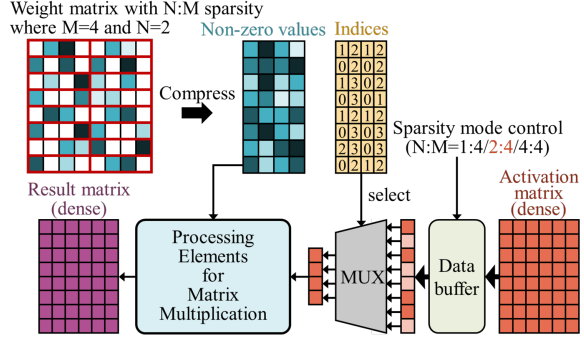 Weight matrix with N:M sparsity
where M=4 and N=2
Non-zero values
Indices
1 2 1 2
0 2 0 2
1 3 0 2
0 3 0 1
1 2 1 2
0 3 0 3
2 3 2 3
0 2 1 2
Compress
Sparsity mode control
(N:M=1:4/2:4/4:4)
select
Result matrix
(dense)
Activation
matrix
(dense)
Processing
Elements
for
Matrix
Multiplication
MUX
Data
buffer